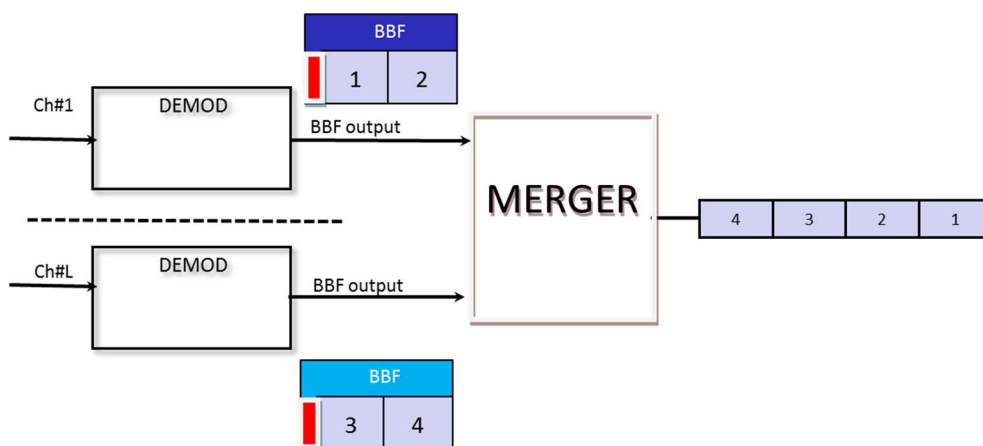 BBF
1 2
Ch#1
DEMOD
BBF output
MERGER
4 3 2 1
Ch#L
DEMOD
BBF output
BBF
3 4